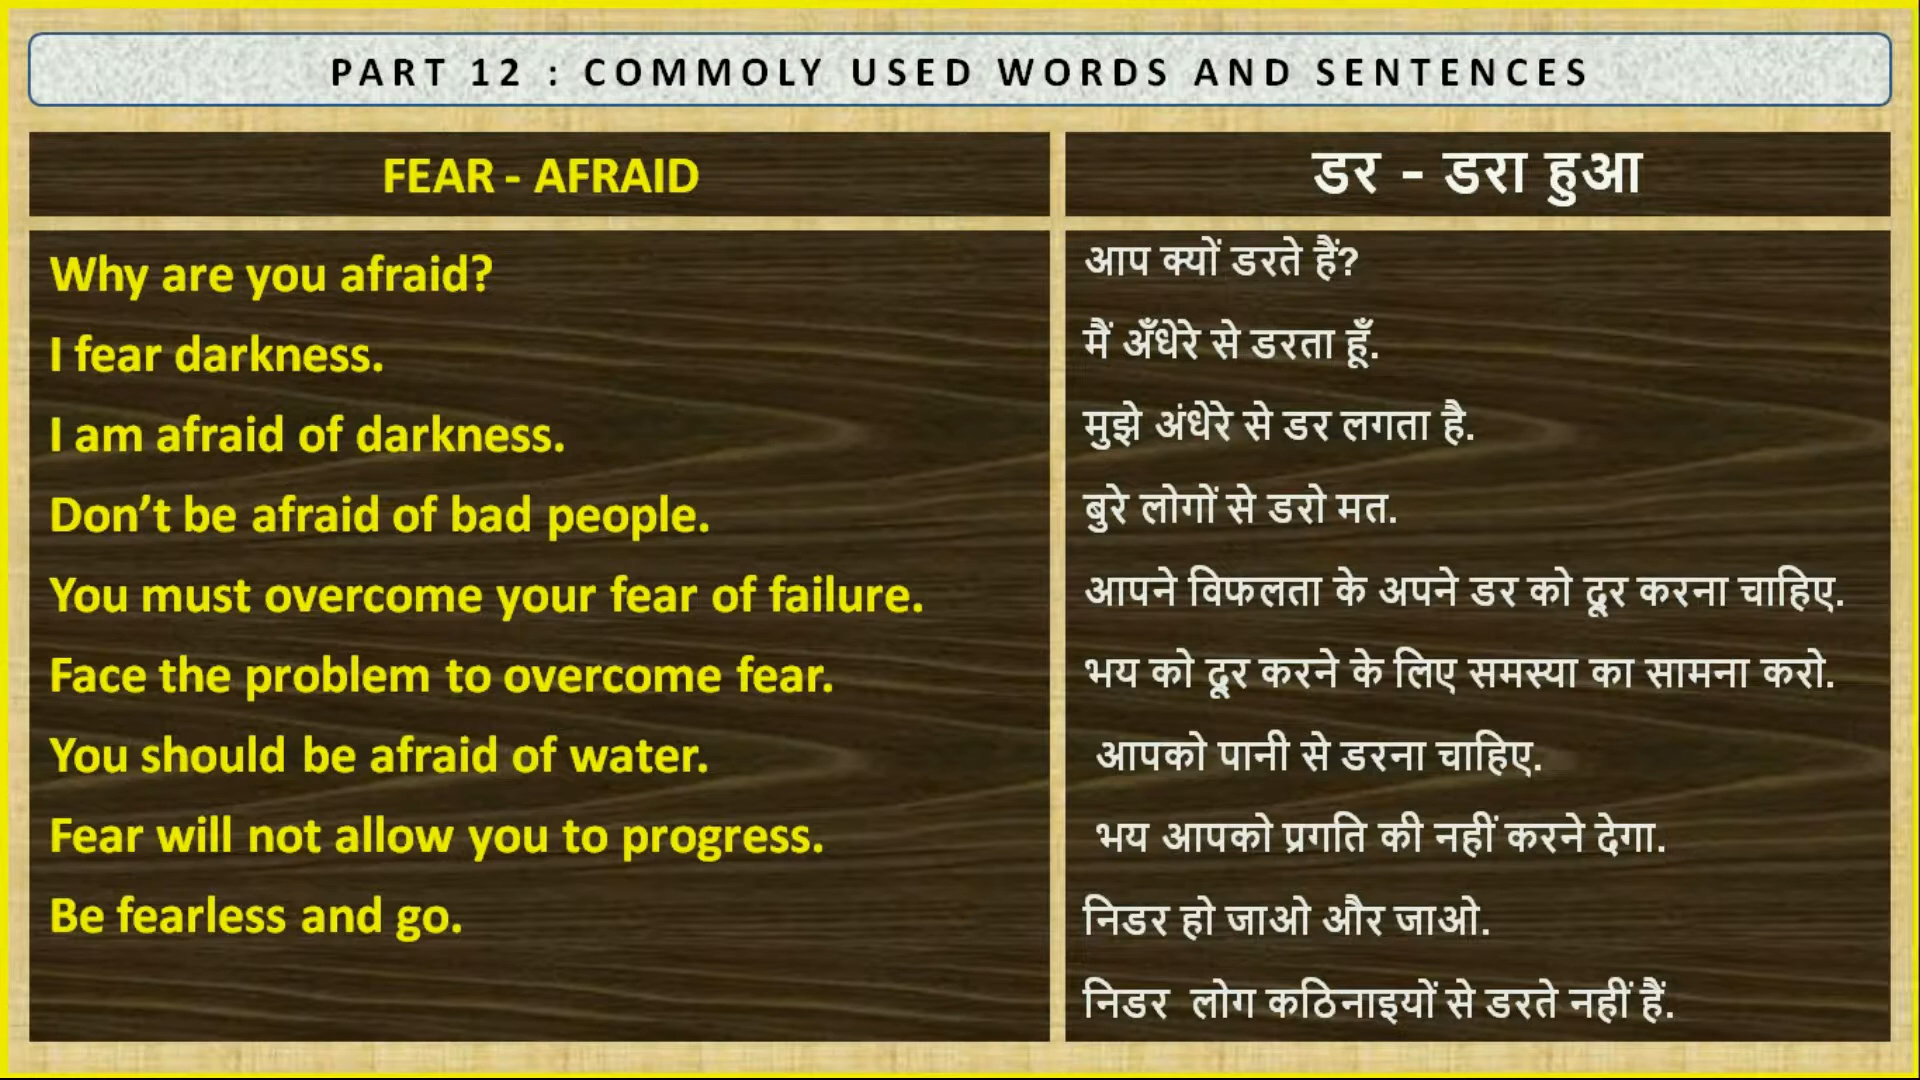 PART 12 : COMMOLY USED WORDS AND SENTENCES
FEAR - AFRAID
Why are you afraid?
I fear darkness.
I am afraid of darkness.
Don’t be afraid of bad people.
You must overcome your fear of failure.
Face the problem to overcome fear.
You should be afraid of water.
Fear will not allow you to progress.
Be fearless and go.
डर - डरा हुआ
आप क्यों डरते हैं?
मैं अँधेरे से डरता हूँ.
मुझे अंधेरे से डर लगता है.
बुरे लोगों से डरो मत.
आपने विफलता के अपने डर को दूर करना चाहिए.
भय को दूर करने के लिए समस्या का सामना करो.
आपको पानी से डरना चाहिए.
भय आपको प्रगति की नहीं करने देगा.
निडर हो जाओ और जाओ.
निडर लोग कठिनाइयों से डरते नहीं हैं.